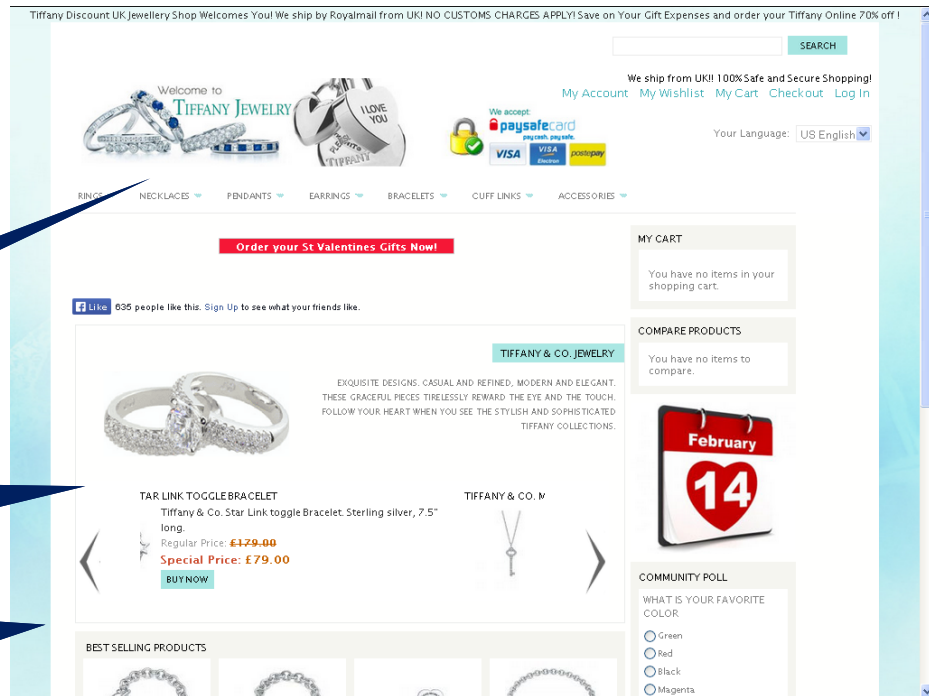 Tiffany Discount UK Jewellery Shop Welcomes You! We ship by Royalmail from UK! NO CUSTOMS CHARGES APPLY! Save on Your Gift Expenses and order your Tiffany Online 70% off !
SEARCH
We ship from UK!! 100% Safe and Secure Shopping!
My Account My Wishlist My Cart Checkout Log In
Welcome to
TIFFANY JEWELRY
I LOVE
YOU
TIFFANY
We accept:
paysafecard
pay cash. pay safe.
VISA
VISA
Electron
postepay
Your Language: US English
RINGS NECKLACES PENDANTS EARRINGS BRACELETS CUFF LINKS ACCESSORIES
Order your St Valentines Gifts Now!
MY CART
You have no items in your
shopping cart.
Like 635 people like this. Sign Up to see what your friends like.
COMPARE PRODUCTS
You have no items to
compare.
TIFFANY & CO. JEWELRY
EXQUISITE DESIGNS. CASUAL AND REFINED, MODERN AND ELEGANT.
THESE GRACEFUL PIECES TIRELESSLY REWARD THE EYE AND THE TOUCH.
FOLLOW YOUR HEART WHEN YOU SEE THE STYLISH AND SOPHISTICATED
TIFFANY COLLECTIONS.
February
14
TAR LINK TOGGLE BRACELET
Tiffany & Co. Star Link toggle Bracelet. Sterling silver, 7.5"
long.
Regular Price: £179.00
Special Price: £79.00
BUY NOW
TIFFANY & CO. M
COMMUNITY POLL
WHAT IS YOUR FAVORITE
COLOR
Green
Red
Black
Magenta
BEST SELLING PRODUCTS